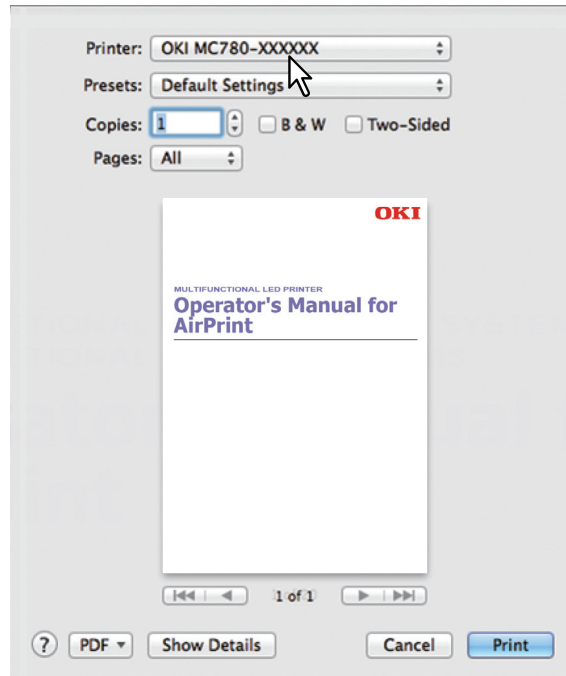 Printer: OKI MC780-XXXXXX
Presets: Default Settings
Copies: 1 B & W Two-Sided
Pages: All
OKI
MULTIFUNCTIONAL LED PRINTER
Operator's Manual for
AirPrint
1 of 1
? PDF Show Details Cancel Print